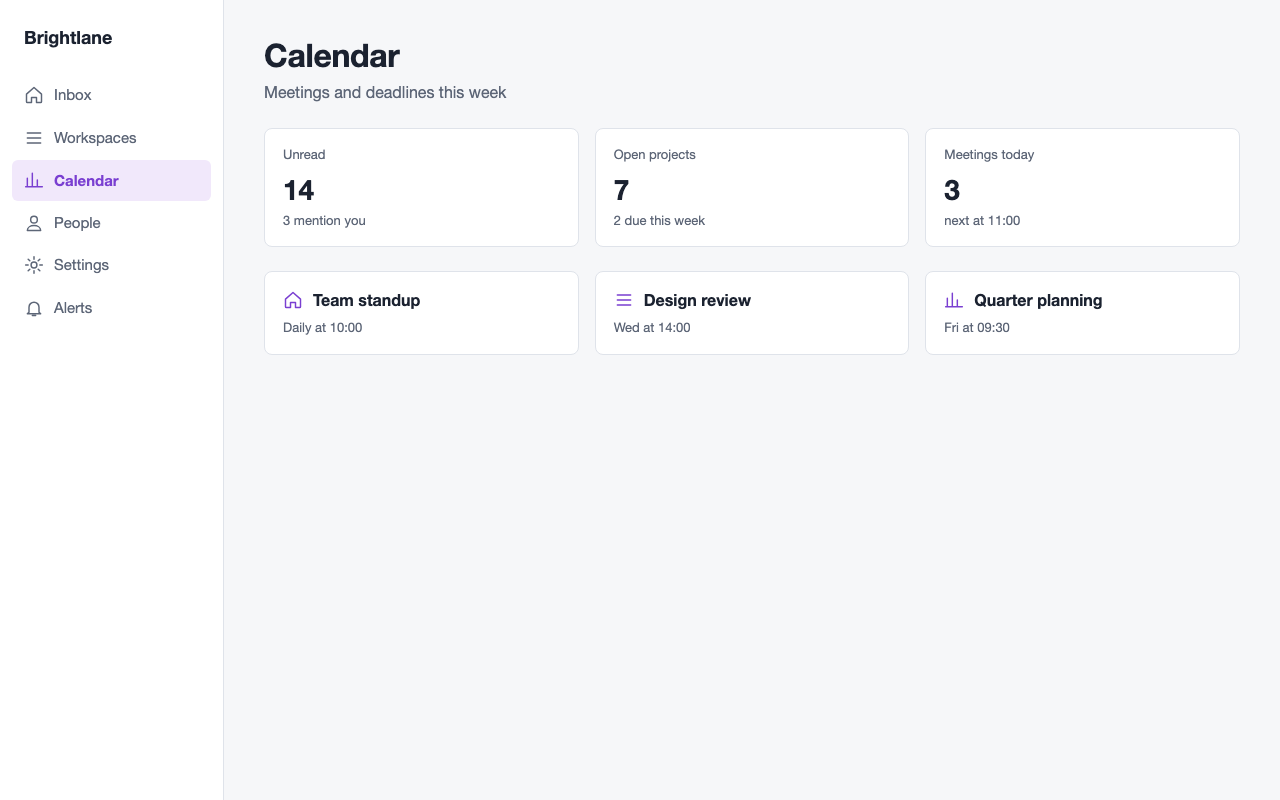 Brightlane
Inbox
Workspaces
Calendar
People
Settings
Alerts
Calendar
Meetings and deadlines this week
Unread
14
3 mention you
Open projects
7
2 due this week
Meetings today
3
next at 11:00
Team standup
Daily at 10:00
Design review
Wed at 14:00
Quarter planning
Fri at 09:30